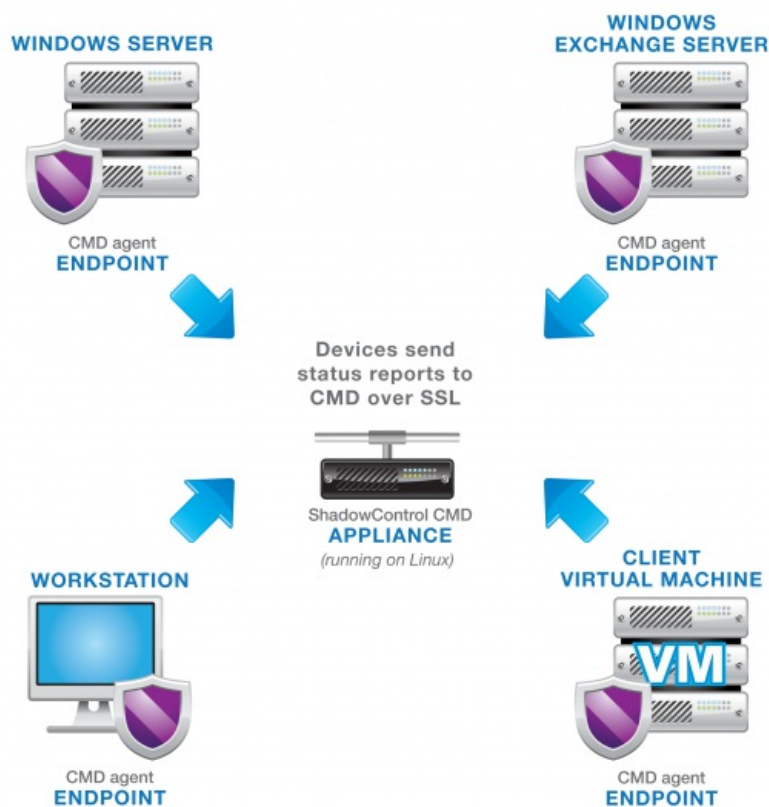 WINDOWS SERVER
WINDOWS
EXCHANGE SERVER
CMD agent
ENDPOINT
CMD agent
ENDPOINT
Devices send
status reports to
CMD over SSL
ShadowControl CMD
APPLIANCE
(running on Linux)
WORKSTATION
CLIENT
VIRTUAL MACHINE
VM
CMD agent
ENDPOINT
CMD agent
ENDPOINT